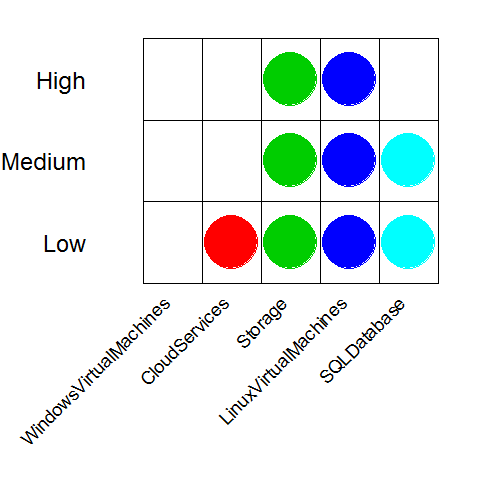 High
Medium
Low
WindowsVirtualMachines
CloudServices
Storage
LinuxVirtualMachines
SQLDatabase